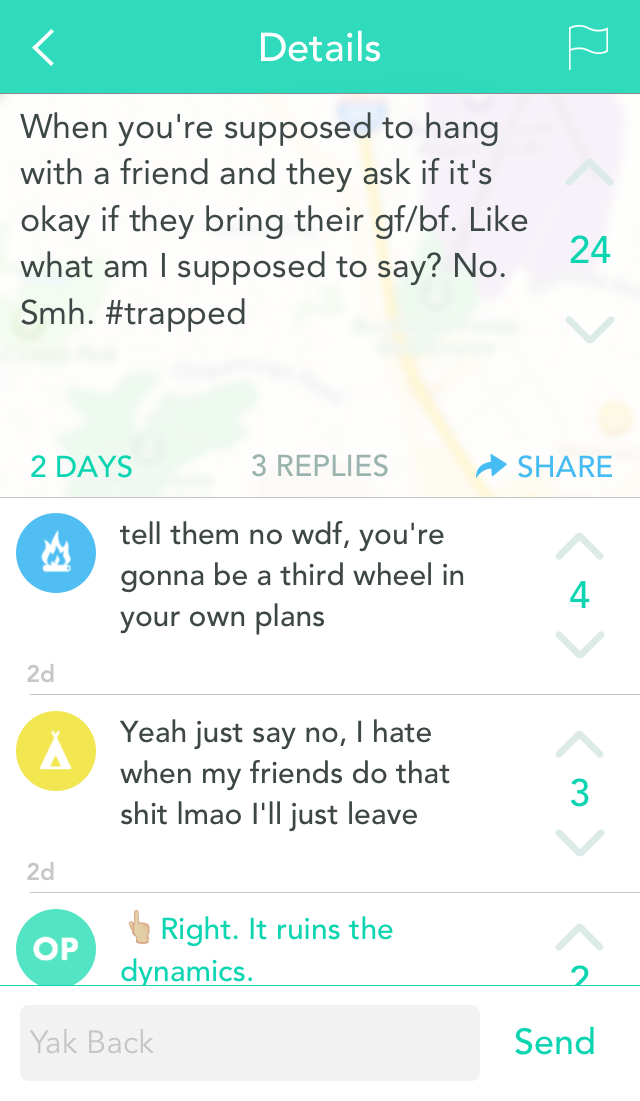 Details
When you're supposed to hang
with a friend and they ask if it's
okay if they bring their gf/bf. Like
what am I supposed to say? No.
Smh. #trapped
24
2 DAYS
3 REPLIES
SHARE
tell them no wdf, you're
gonna be a third wheel in
your own plans
4
2d
Yeah just say no, I hate
when my friends do that
shit lmao I'll just leave
3
2d
OP
👆🏼 Right. It ruins the
dynamics.
2
Yak Back
Send